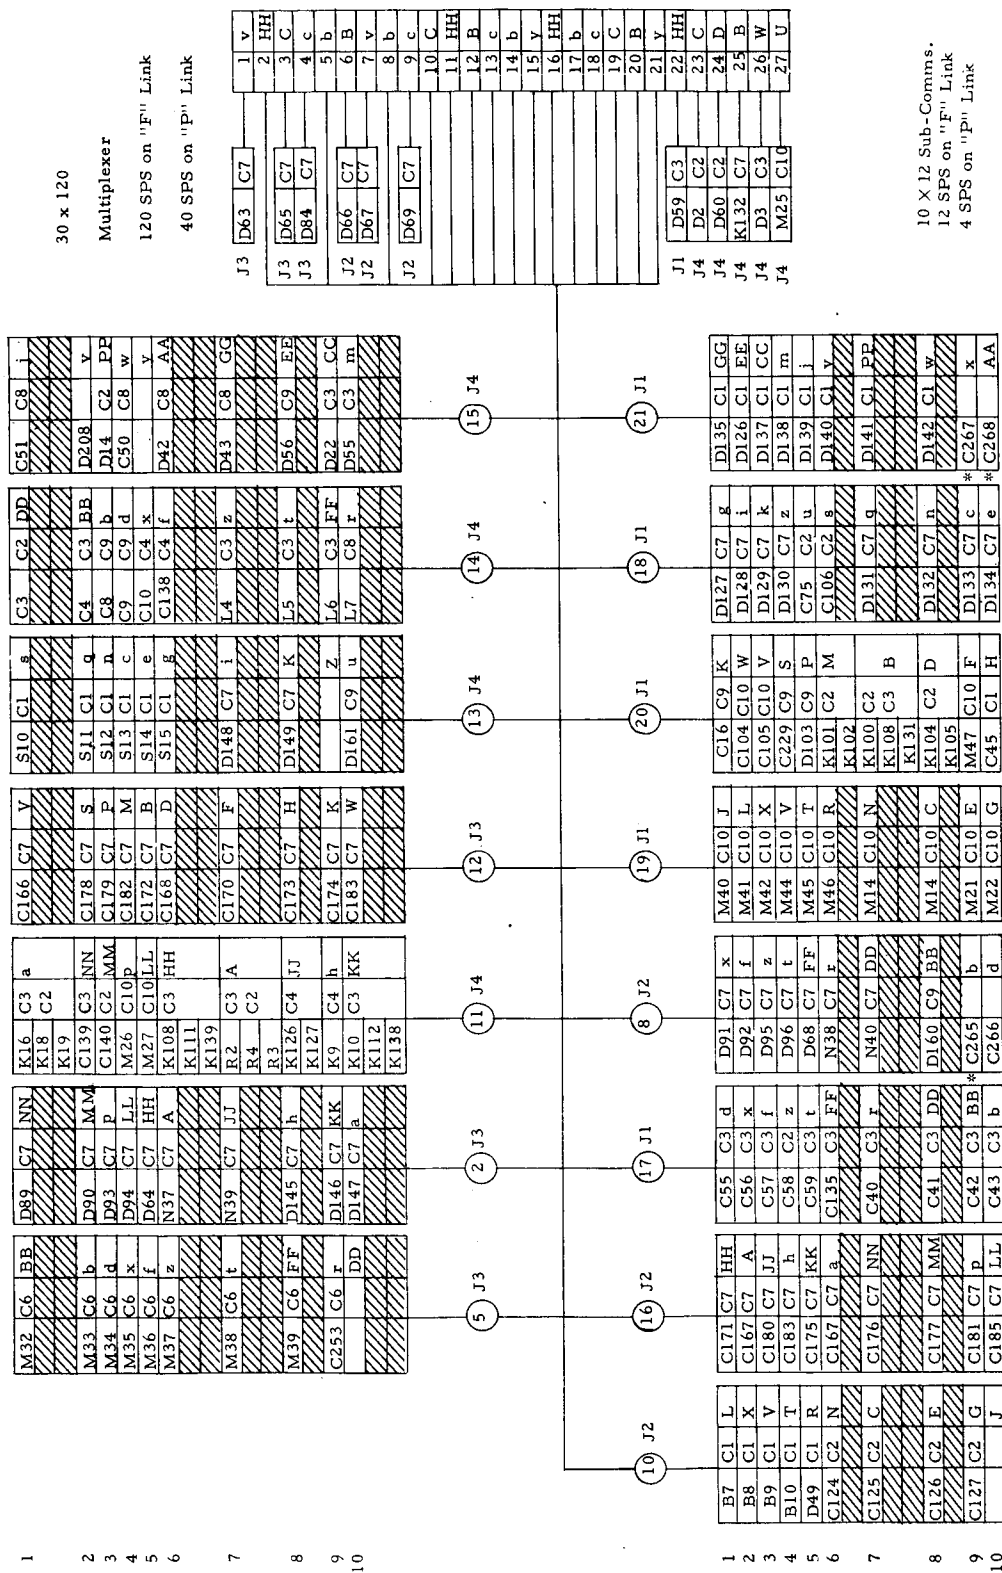 30 x 120
Multiplexer
120 SPS on "F" Link
40 SPS on "P" Link
J3 D63 C7 1 v
2 HH
J3 D65 C7 3 C
J3 D84 C7 4 c
5 b
J2 D66 C7 6 B
J2 D67 C7 7 v
8 b
J2 D69 C7 9 c
10 C
11 HH
12 B
13 c
14 b
15 y
16 HH
17 b
18 c
19 C
20 B
21 y
J1 D59 C3 22 HH
J4 D2 C2 23 C
J4 D60 C2 24 D
J4 K132 C7 25 B
J4 D3 C3 26 W
J4 M25 C10 27 U
10 X 12 Sub-Comms.
12 SPS on "F" Link
4 SPS on "P" Link
1
2
3
4
5
6
7
8
9
10
M32 C6 BB
M33 C6 b
M34 C6 d
M35 C6 x
M36 C6 f
M37 C6 z
M38 C6 t
M39 C6 FF
C253 C6 r
DD
5 J3
D89 C7 NN
D90 C7 MM
D93 C7 p
D94 C7 LL
D64 C7 HH
N37 C7 A
N39 C7 JJ
D145 C7 h
D146 C7 KK
D147 C7 a
2 J3
K16 C3 a
K18 C2
K19
C139 C3 NN
C140 C2 MM
M26 C10 p
M27 C10 LL
K108 C3 HH
K111
K139
R2 C3 A
R4 C2
R3
K126 C4 JJ
K127
K9 C4 h
K10 C3 KK
K112
K138
11 J4
C166 C7 V
C178 C7 S
C179 C7 P
C182 C7 M
C172 C7 B
C168 C7 D
C170 C7 F
C173 C7 H
C174 C7 K
C183 C7 W
12 J3
S10 C1 s
S11 C1 q
S12 C1 n
S13 C1 c
S14 C1 e
S15 C1 g
D148 C7 i
D149 C7 K
Z
D161 C9 u
13 J4
C3 C2 DD
C4 C3 BB
C8 C9 b
C9 C9 d
C10 C4 x
C138 C4 f
L4 C3 z
L5 C3 t
L6 C3 FF
L7 C8 r
14 J4
C51 C8 j
D208 v
D14 C2 PP
C50 C8 w
y
D42 C8 AA
D43 C8 GG
D56 C9 EE
D22 C3 CC
D55 C3 m
15 J4
1
2
3
4
5
6
7
8
9
10
10 J2
B7 C1 L
B8 C1 X
B9 C1 V
B10 C1 T
D49 C1 R
C124 C2 N
C125 C2 C
C126 C2 E
C127 C2 G
J
16 J2
C171 C7 HH
C167 C7 A
C180 C7 JJ
C183 C7 h
C175 C7 KK
C167 C7 a
C176 C7 NN
C177 C7 MM
C181 C7 p
C185 C7 LL
17 J1
C55 C3 d
C56 C3 x
C57 C3 f
C58 C2 z
C59 C3 t
C135 C3 FF
C40 C3 r
C41 C3 DD
C42 C3 BB
C43 C3 b
8 J2
D91 C7 x
D92 C7 f
D95 C7 z
D96 C7 t
D68 C7 FF
N38 C7 r
N40 C7 DD
D160 C9 BB
* C265 b
C266 d
19 J1
M40 C10 J
M41 C10 L
M42 C10 X
M44 C10 V
M45 C10 T
M46 C10 R
M14 C10 N
M14 C10 C
M21 C10 E
M22 C10 G
20 J1
C16 C9 K
C104 C10 W
C105 C10 V
C229 C9 S
D103 C9 P
K101 C2 M
K102
K100 C2
K108 C3 B
K131
K104 C2 D
K105
M47 C10 F
C45 C1 H
18 J1
D127 C7 g
D128 C7 i
D129 C7 k
D130 C7 z
C75 C2 u
C106 C2 s
D131 C7 q
D132 C7 n
D133 C7 c
D134 C7 e
21 J1
D135 C1 GG
D126 C1 EE
D137 C1 CC
D138 C1 m
D139 C1 j
D140 C1 v
D141 C1 PP
D142 C1 w
* C267 x
* C268 AA